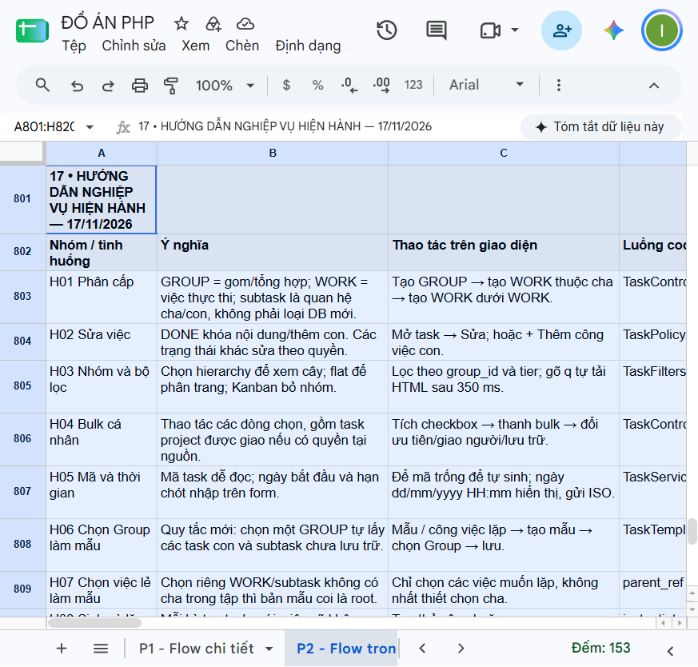 ĐỒ ÁN PHP
Tệp Chỉnh sửa Xem Chèn Định dạng
100% $ % .0 .00 123 Arial
A801:H82 fx 17 • HƯỚNG DẪN NGHIỆP VỤ HIỆN HÀNH — 17/11/2026 Tóm tắt dữ liệu này
A B C
801 17 • HƯỚNG
DẪN NGHIỆP
VỤ HIỆN HÀNH
— 17/11/2026
802 Nhóm / tình huống Ý nghĩa Thao tác trên giao diện Luồng
803 H01 Phân cấp GROUP = gom/tổng hợp; WORK =
việc thực thi; subtask là quan hệ
cha/con, không phải loại DB mới.
Tạo GROUP → tạo WORK thuộc cha
→ tạo WORK dưới WORK.
TaskContro
804 H02 Sửa việc DONE khóa nội dung/thêm con. Các
trạng thái khác sửa theo quyền.
Mở task → Sửa; hoặc + Thêm công
việc con.
TaskPolicy
805 H03 Nhóm và bộ
lọc
Chọn hierarchy để xem cây; flat để
phân trang; Kanban bỏ nhóm.
Lọc theo group_id và tier; gõ q tự tải
HTML sau 350 ms.
TaskFilters
806 H04 Bulk cá
nhân
Thao tác các dòng chọn, gồm task
project được giao nếu có quyền tại
nguồn.
Tích checkbox → thanh bulk → đổi
ưu tiên/giao người/lưu trữ.
TaskContro
807 H05 Mã và thời
gian
Mã task dễ đọc; ngày bắt đầu và hạn
chót nhập trên form.
Để mã trống để tự sinh; ngày
dd/mm/yyyy HH:mm hiển thị, gửi ISO.
TaskServic
808 H06 Chọn Group
làm mẫu
Quy tắc mới: chọn một GROUP tự lấy
các task con và subtask chưa lưu trữ.
Mẫu / công việc lặp → tạo mẫu →
chọn Group → lưu.
TaskTempl
809 H07 Chọn việc lẻ
làm mẫu
Chọn riêng WORK/subtask không có
cha trong tập thì bản mẫu coi là root.
Chỉ chọn các việc muốn lặp, không
nhất thiết chọn cha.
parent_ref
P1 - Flow chi tiết P2 - Flow tron Đếm: 153